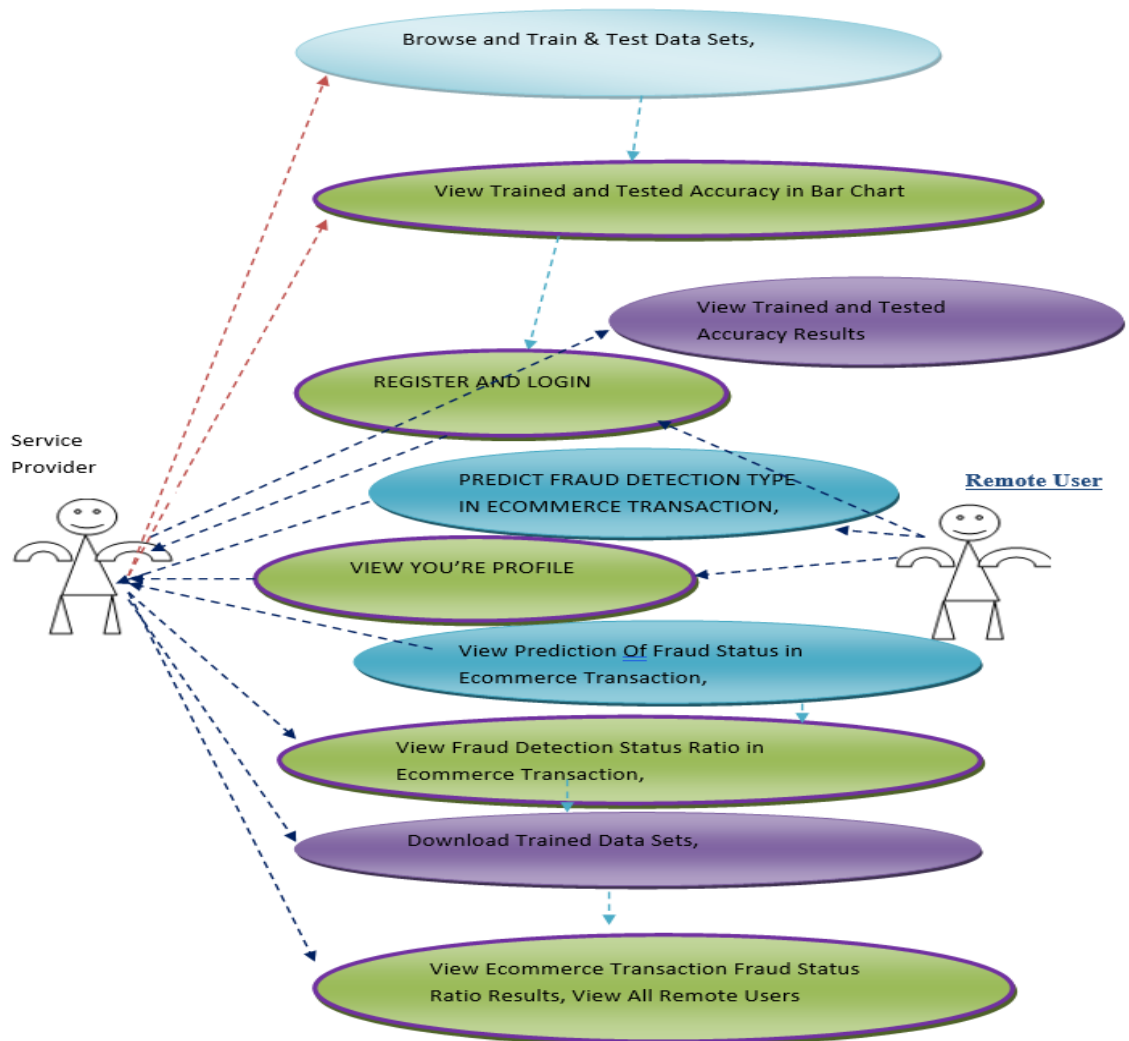 Browse and Train & Test Data Sets,
View Trained and Tested Accuracy in Bar Chart
View Trained and Tested
Accuracy Results
REGISTER AND LOGIN
Service
Provider
PREDICT FRAUD DETECTION TYPE
IN ECOMMERCE TRANSACTION,
Remote User
VIEW YOU’RE PROFILE
View Prediction Of Fraud Status in
Ecommerce Transaction,
View Fraud Detection Status Ratio in
Ecommerce Transaction,
Download Trained Data Sets,
View Ecommerce Transaction Fraud Status
Ratio Results, View All Remote Users